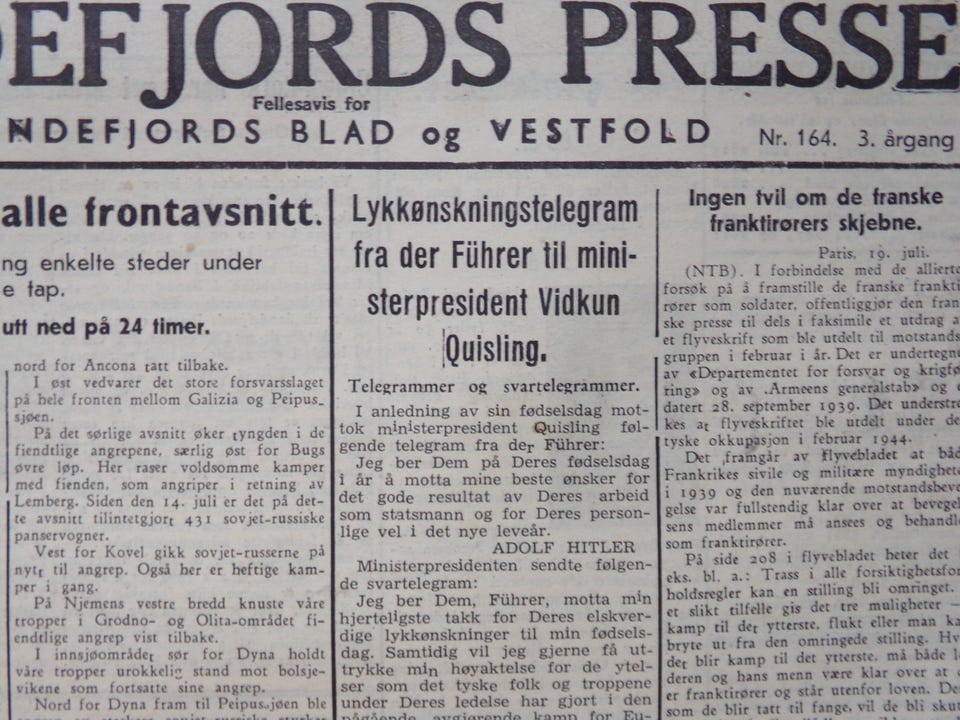 DEFJORDS PRESSE
Fellesavis for
NDEFJORDS BLAD og VESTFOLD
Nr. 164. 3. årgang
alle frontavsnitt.
ng enkelte steder under
e tap.
utt ned på 24 timer.
nord for Ancona tatt tilbake.
I øst vedvarer det store forsvarsslaget
på hele fronten mellom Galizia og Peipus_
sjøen.
På det sørlige avsnitt øker tyngden i de
fiendtlige angrepene, særlig øst for Bugs
øvre løp. Her raser voldsomme kamper
med fienden, som angriper i retning av
Lemberg. Siden den 14. juli er det på det-
te avsnitt tilintetgjort 431 sovjet-russiske
panservogner.
Vest for Kovel gikk sovjet-russerne på
nytt til angrep. Også her er heftige kam-
per i gang.
På Njemens vestre bredd knuste våre
tropper i Grodno- og Olita-området fi-
endtlige angrep vist tilbake.
I innsjøområdet sør for Dyna holdt
våre tropper urokkelig stand mot bolsje-
vikene som fortsatte sine angrep.
Nord for Dyna fram til Peipus-jøen ble
Lykkønskningstelegram
fra der Führer til mini-
sterpresident Vidkun
Quisling.
Telegrammer og svartelegrammer.
I anledning av sin fødselsdag mot-
tok ministerpresident Quisling føl-
gende telegram fra der Führer:
Jeg ber Dem på Deres fødselsdag
i år å motta mine beste ønsker for
det gode resultat av Deres arbeid
som statsmann og for Deres person-
lige vel i det nye leveår.
ADOLF HITLER
Ministerpresidenten sendte følgen-
de svartelegram:
Jeg ber Dem, Führer, motta min
hjerteligste takk for Deres elskver-
dige lykkønskninger til min fødsels-
dag. Samtidig vil jeg gjerne få ut-
trykke min høyaktelse for de ytel-
ser som det tyske folk og troppene
under Deres ledelse har gjort i den
pågående, avgjørende kamp for Eu-
Ingen tvil om de franske
franktirørers skjebne.
Paris, 19. juli.
(NTB). I forbindelse med de allierte
forsøk på å framstille de franske frankti
rører som soldater, offentliggjør den fran
ske presse til dels i faksimile et utdrag a
et flyveskrift som ble utdelt til motstands
gruppen i februar i år. Det er undertegne
av «Departementet for forsvar og krigfø
ring» og av «Armeens generalstab» og e
datert 28. september 1939. Det understre
kes at flyveskriftet ble utdelt under de
tyske okkupasjon i februar 1944.
Det framgår av flyvebladet at båd
Frankrikes sivile og militære myndighete
i 1939 og den nuværende motstandsbeve
gelse var fullstendig klar over at bevegel
sens medlemmer må ansees og behandle
som franktirører.
På side 208 i flyvebladet heter det
eks. bl. a.: Trass i alle forsiktighetsfor
holdsregler kan en stilling bli omringet.
et slikt tilfelle gis det tre muligheter —
kamp til det ytterste, flukt eller man ka
bryte ut fra den omringede stilling. Hv
det blir kamp til det ytterste, må både l
deren og hans menn være klar over at d
er franktirører og står utenfor loven. De
som de blir tatt til fange, vil de bli skut